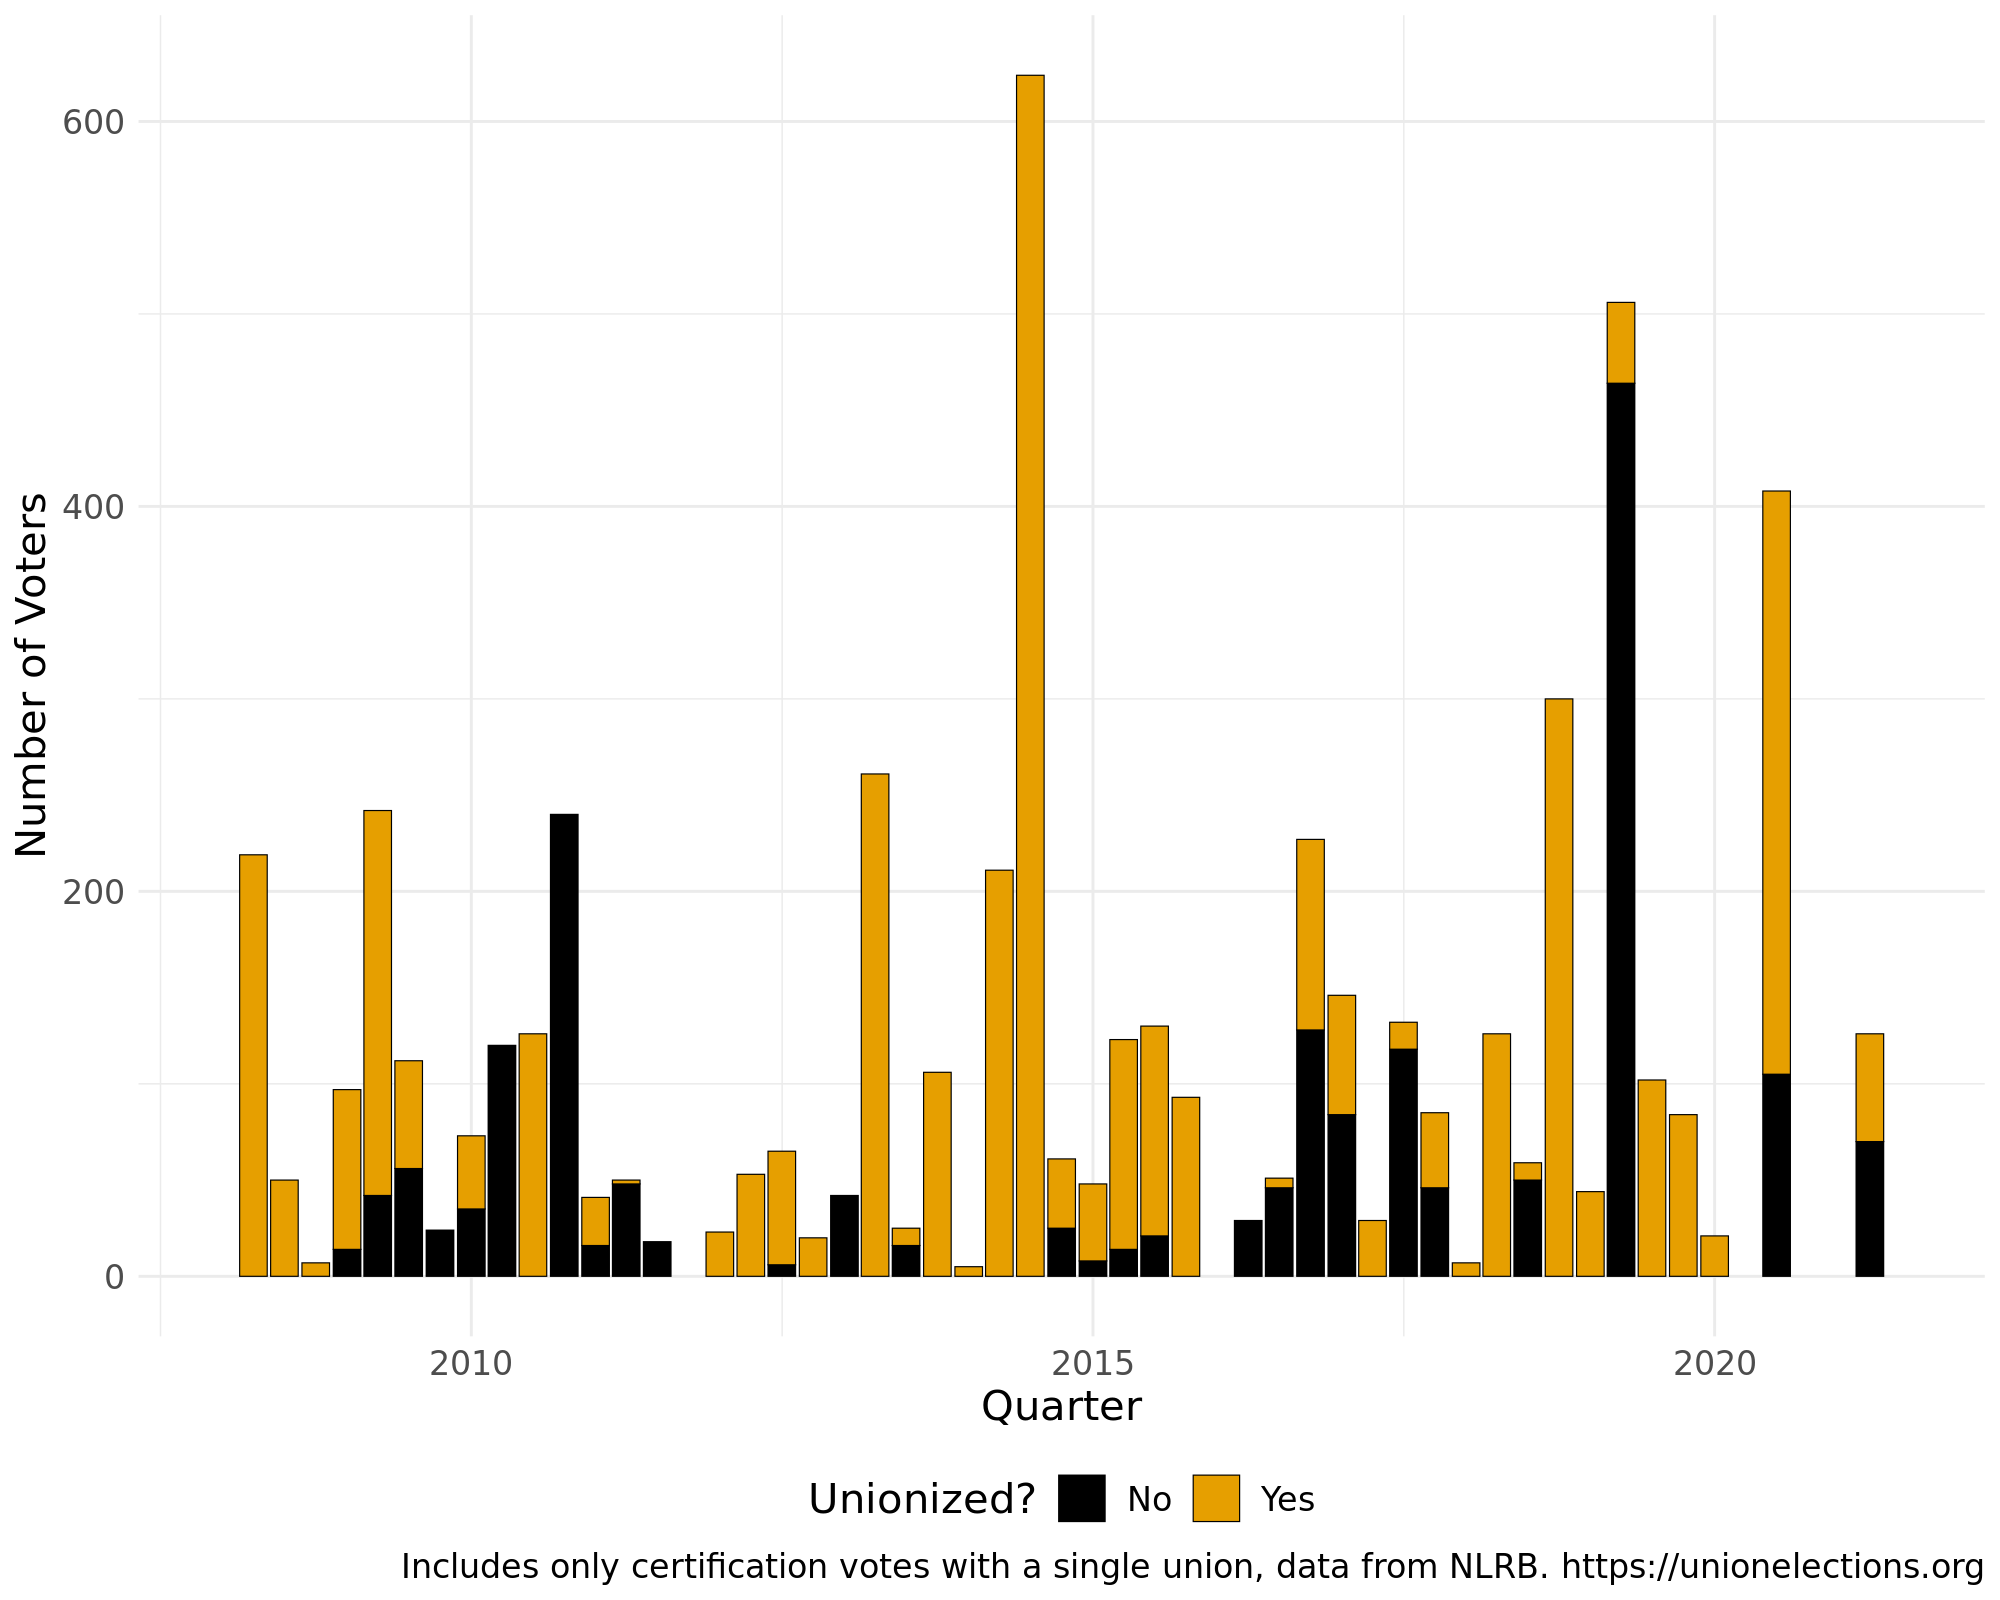 600
400
200
0
Number of Voters
2010 2015 2020
Quarter
Unionized? No Yes
Includes only certification votes with a single union, data from NLRB. https://unionelections.org